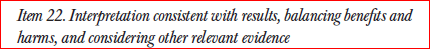 Item 22. Interpretation consistent with results, balancing benefits and
harms, and considering other relevant evidence